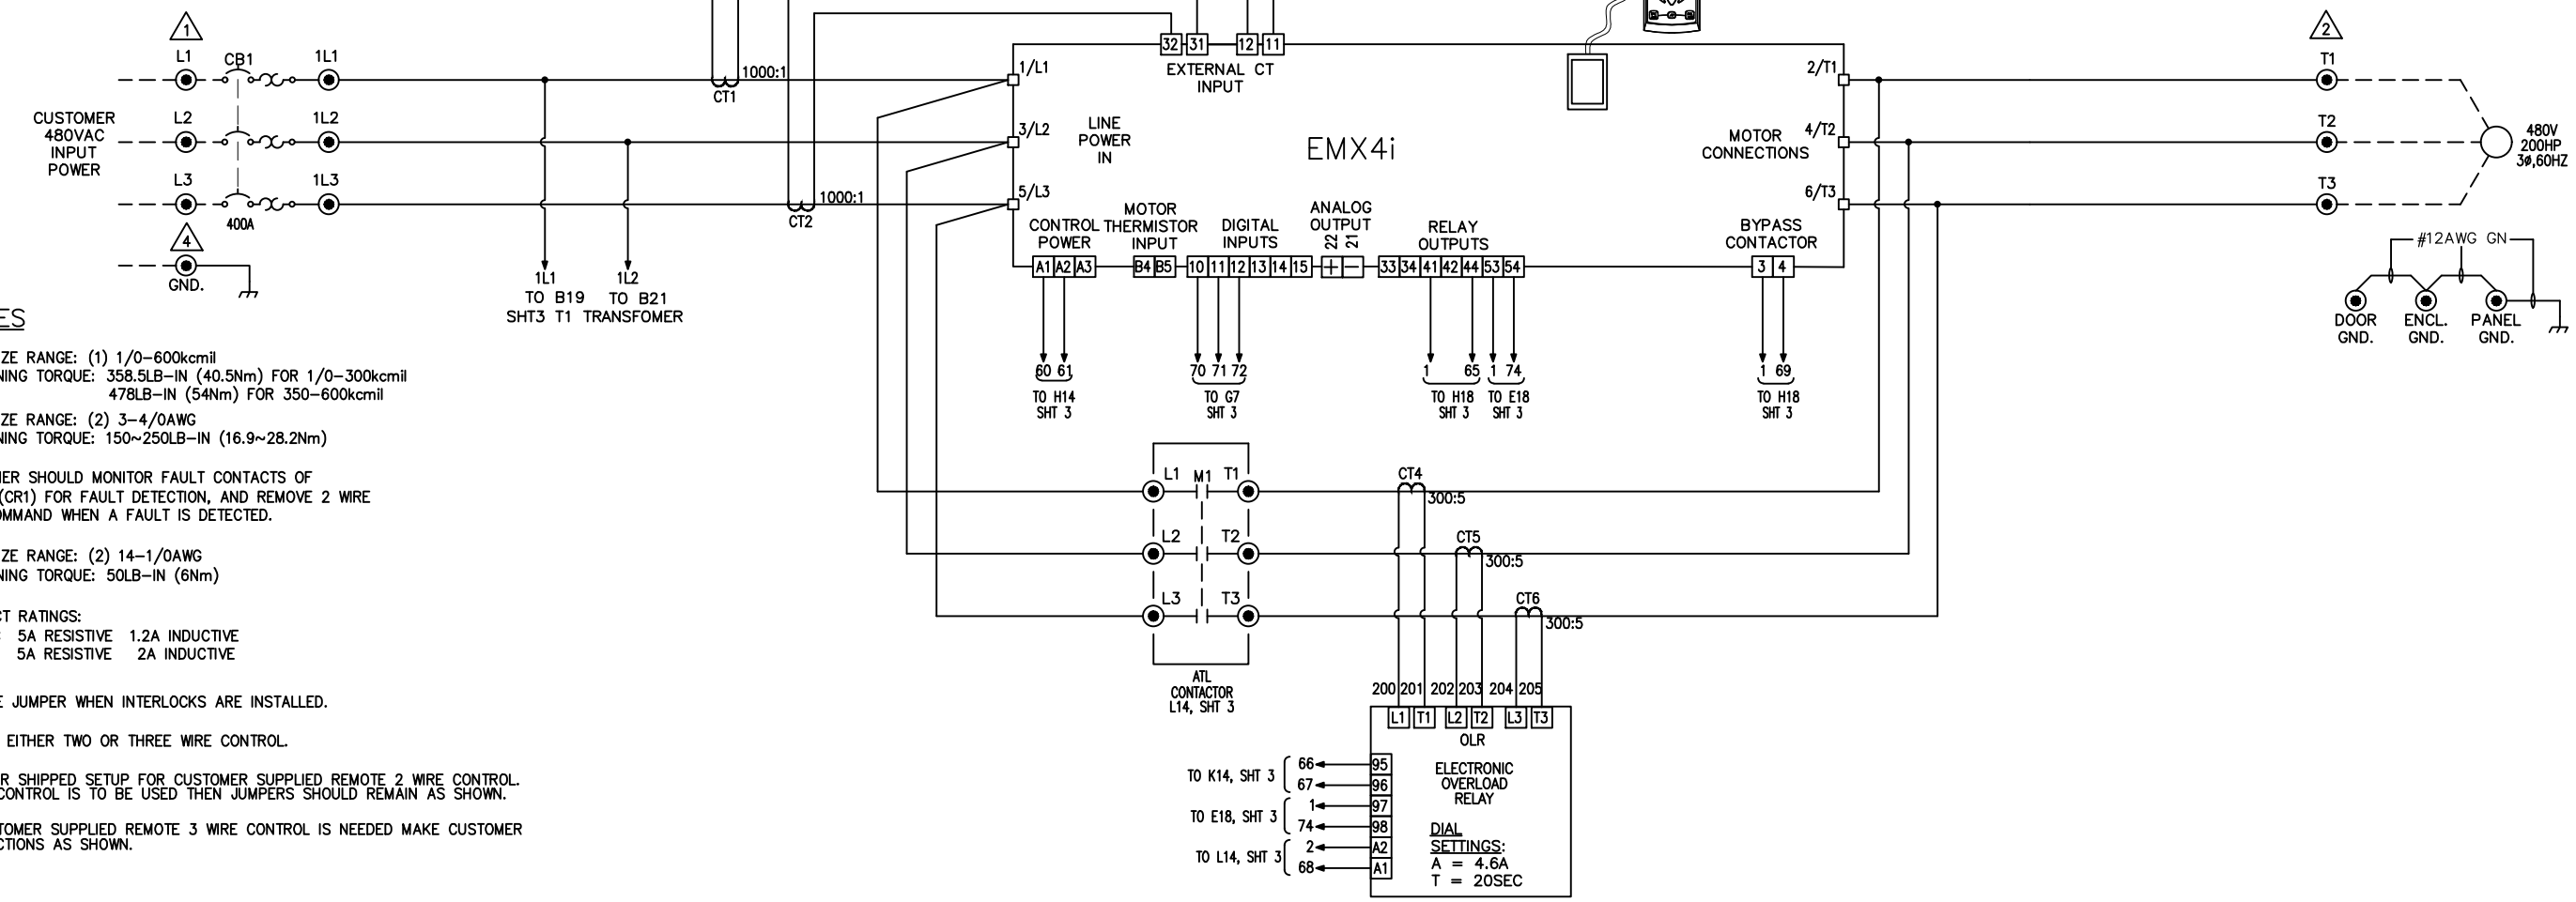 1
L1
CB1
1L1
L2
1L2
L3
1L3
400A
CUSTOMER
480VAC
INPUT
POWER
4
GND.
1L1
TO B19
SHT3 T1 TRANSFOMER
1L2
TO B21
1000:1
CT1
1000:1
CT2
32 31 12 11
EXTERNAL CT
INPUT
1/L1
3/L2
5/L3
LINE
POWER
IN
EMX4i
2/T1
4/T2
6/T3
MOTOR
CONNECTIONS
CONTROL
POWER
A1 A2 A3
MOTOR
THERMISTOR
INPUT
B4 B5
DIGITAL
INPUTS
10 11 12 13 14 15
ANALOG
OUTPUT
22 21
+ −
RELAY
OUTPUTS
33 34 41 42 44 53 54
BYPASS
CONTACTOR
3 4
60 61
TO H14
SHT 3
70 71 72
TO G7
SHT 3
1 65
TO H18
SHT 3
1 74
TO E18
SHT 3
1 69
TO H18
SHT 3
2
T1
T2
T3
480V
200HP
3ø,60HZ
#12AWG GN
DOOR
GND.
ENCL.
GND.
PANEL
GND.
ES
ZE RANGE: (1) 1/0-600kcmil
NING TORQUE: 358.5LB-IN (40.5Nm) FOR 1/0-300kcmil
478LB-IN (54Nm) FOR 350-600kcmil
ZE RANGE: (2) 3-4/0AWG
NING TORQUE: 150~250LB-IN (16.9~28.2Nm)
ER SHOULD MONITOR FAULT CONTACTS OF
(CR1) FOR FAULT DETECTION, AND REMOVE 2 WIRE
OMMAND WHEN A FAULT IS DETECTED.
ZE RANGE: (2) 14-1/0AWG
NING TORQUE: 50LB-IN (6Nm)
CT RATINGS:
5A RESISTIVE 1.2A INDUCTIVE
5A RESISTIVE 2A INDUCTIVE
E JUMPER WHEN INTERLOCKS ARE INSTALLED.
EITHER TWO OR THREE WIRE CONTROL.
R SHIPPED SETUP FOR CUSTOMER SUPPLIED REMOTE 2 WIRE CONTROL.
CONTROL IS TO BE USED THEN JUMPERS SHOULD REMAIN AS SHOWN.
TOMER SUPPLIED REMOTE 3 WIRE CONTROL IS NEEDED MAKE CUSTOMER
CTIONS AS SHOWN.
L1 M1 T1
L2 T2
L3 T3
ATL
CONTACTOR
L14, SHT 3
CT4
300:5
CT5
300:5
CT6
300:5
200 201 202 203 204 205
L1 T1 L2 T2 L3 T3
OLR
ELECTRONIC
OVERLOAD
RELAY
DIAL
SETTINGS:
A = 4.6A
T = 20SEC
TO K14, SHT 3
66 95
67 96
TO E18, SHT 3
1 97
74 98
TO L14, SHT 3
2 A2
68 A1